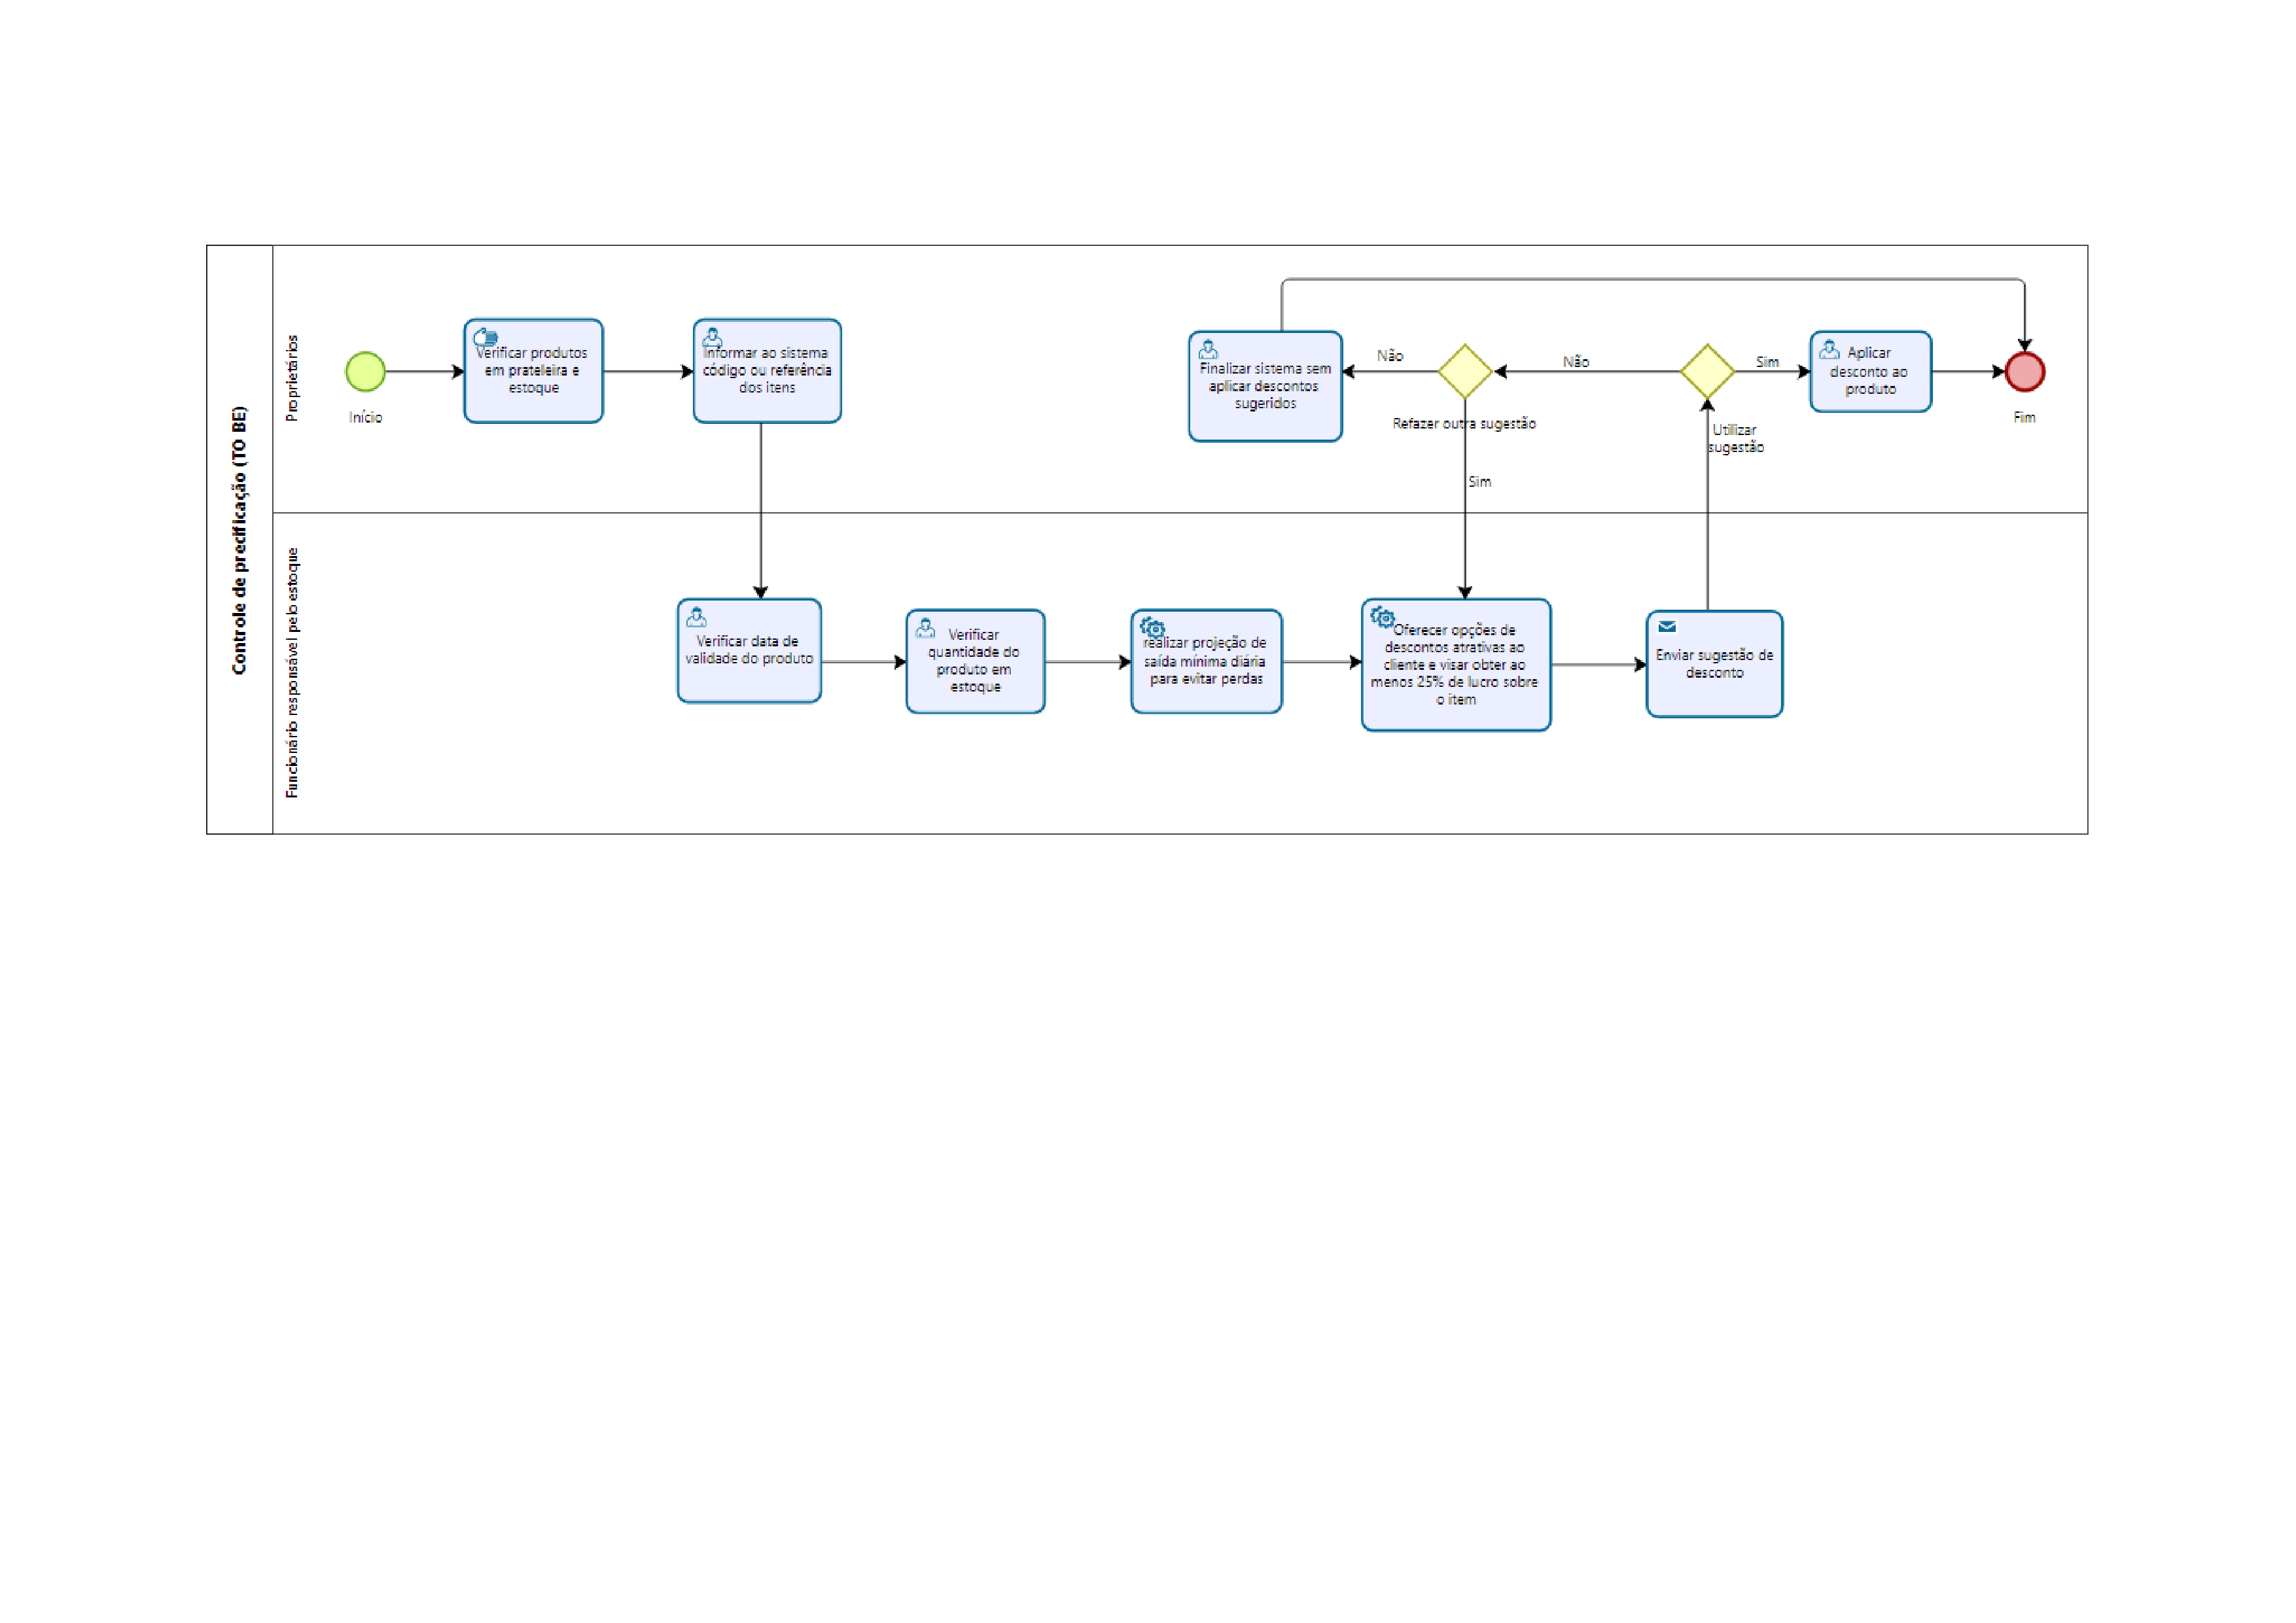 Controle de precificação (TO BE)
Proprietários
Início
Verificar produtos
em prateleira e
estoque
Informar ao sistema
código ou referência
dos itens
Finalizar sistema sem
aplicar descontos
sugeridos
Não
Refazer outra sugestão
Sim
Não
Utilizar
sugestão
Sim
Aplicar
desconto ao
produto
Fim
Funcionário responsável pelo estoque
Verificar data de
validade do produto
Verificar
quantidade do
produto em
estoque
realizar projeção de
saída mínima diária
para evitar perdas
Oferecer opções de
descontos atrativas ao
cliente e visar obter ao
menos 25% de lucro sobre
o item
Enviar sugestão de
desconto